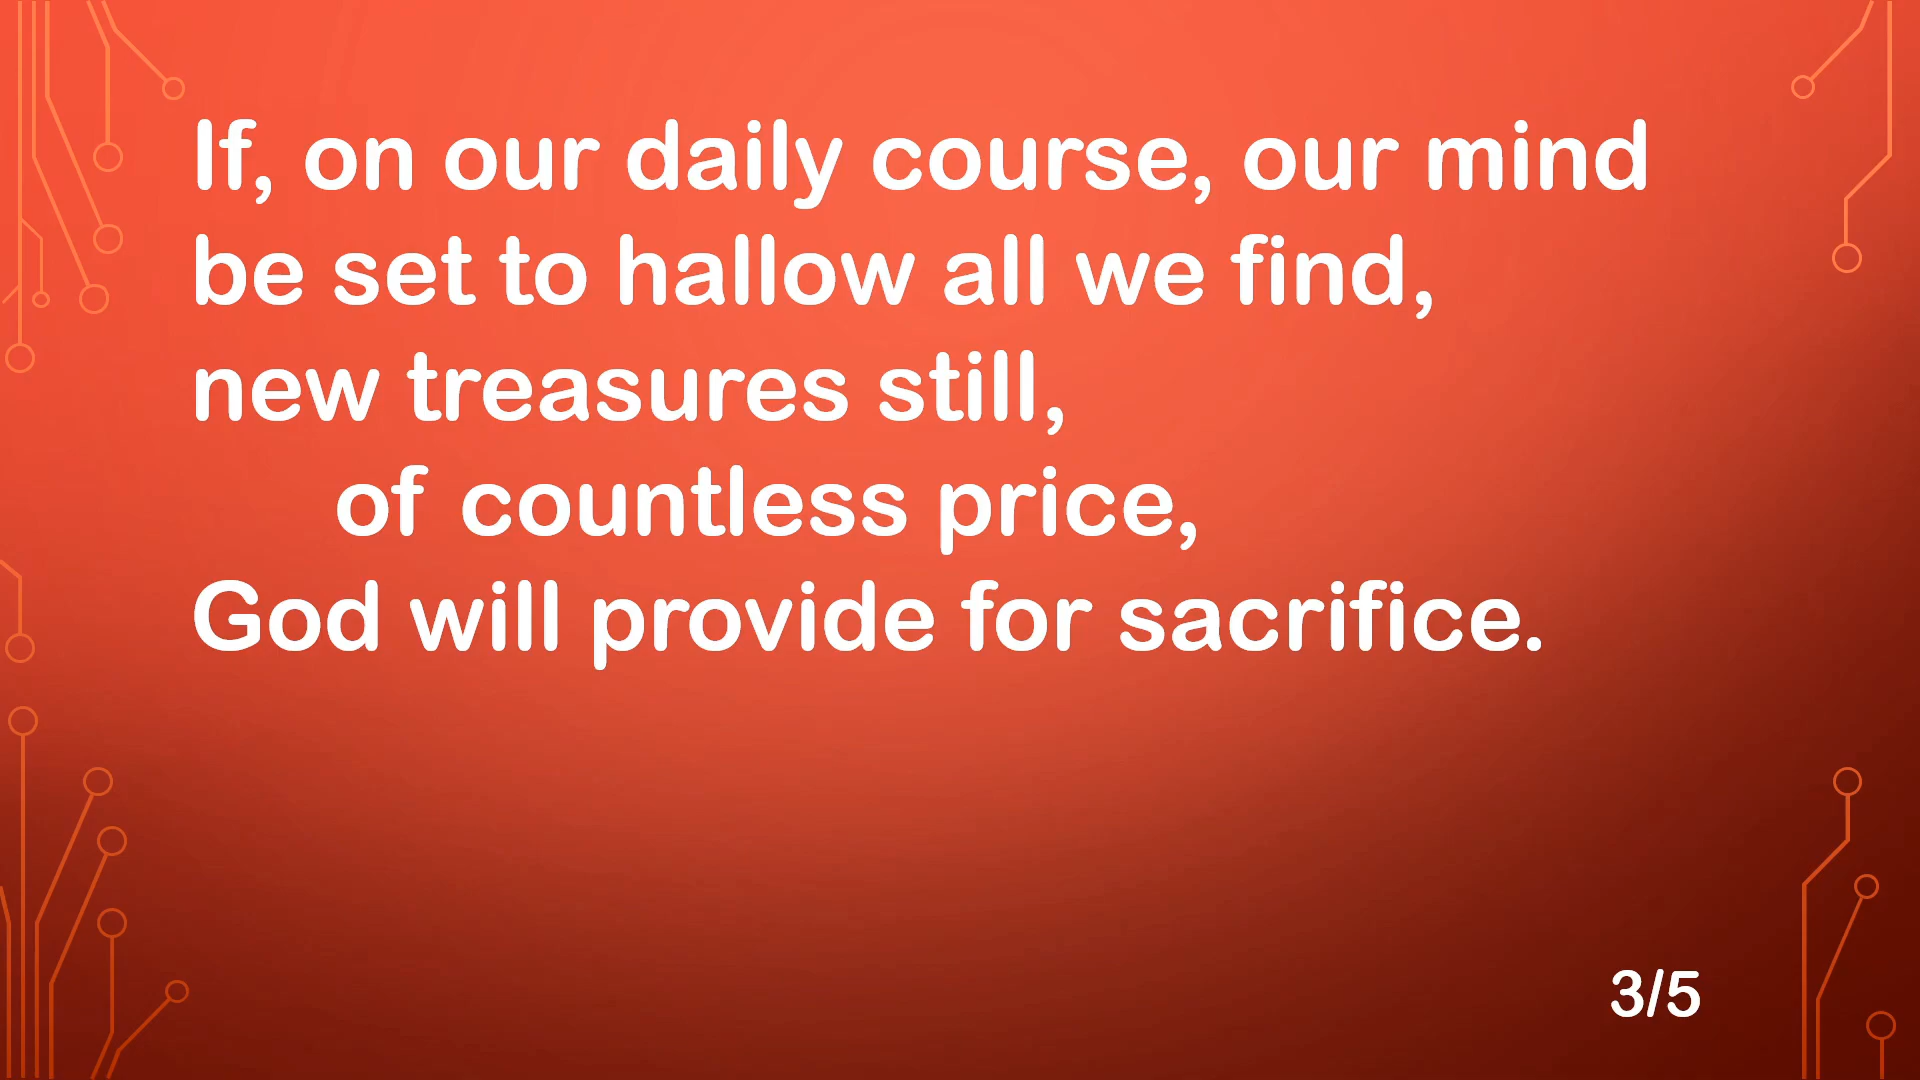 If, on our daily course, our mind
be set to hallow all we find,
new treasures still,
of countless price,
God will provide for sacrifice.
3/5